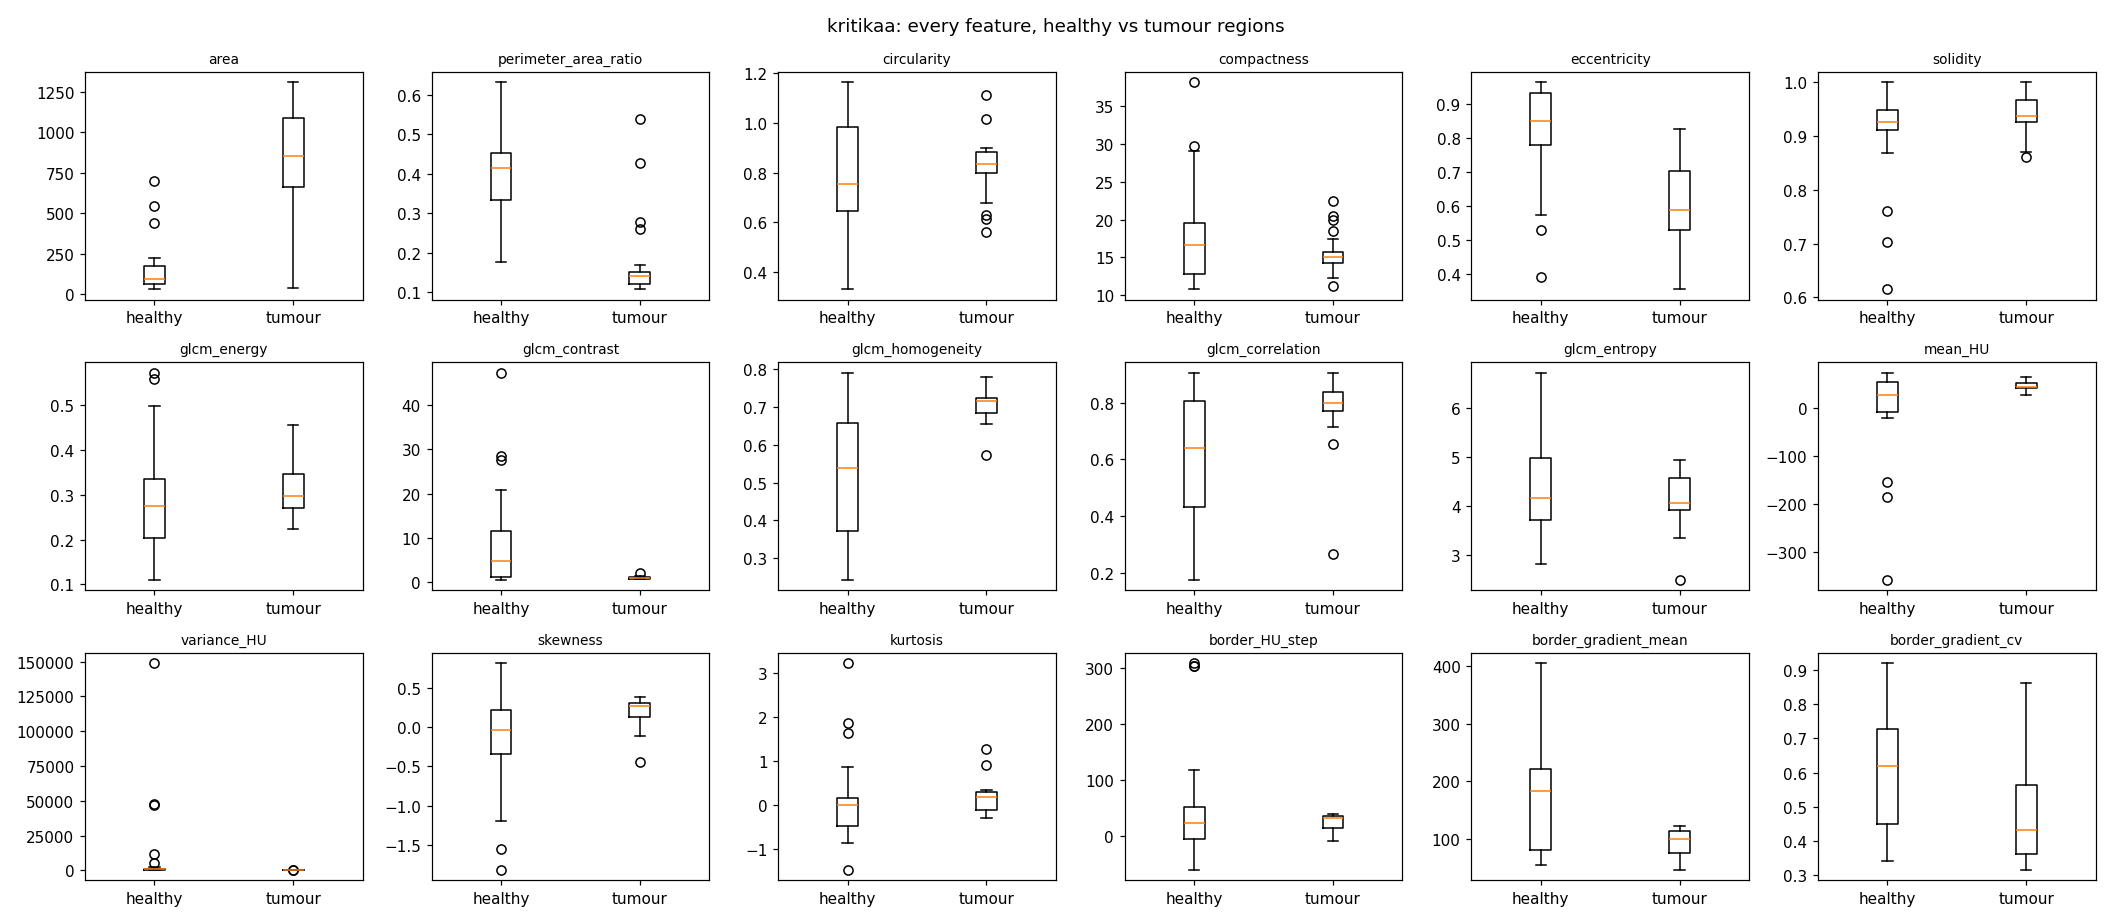 kritikaa: every feature, healthy vs tumour regions
area perimeter_area_ratio circularity compactness eccentricity solidity
1250 1000 750 500 250 0
0.6 0.5 0.4 0.3 0.2 0.1
1.2 1.0 0.8 0.6 0.4
35 30 25 20 15 10
0.9 0.8 0.7 0.6 0.5 0.4
1.0 0.9 0.8 0.7 0.6
healthy tumour healthy tumour healthy tumour healthy tumour healthy tumour healthy tumour
glcm_energy glcm_contrast glcm_homogeneity glcm_correlation glcm_entropy mean_HU
0.5 0.4 0.3 0.2 0.1
40 30 20 10 0
0.8 0.7 0.6 0.5 0.4 0.3
0.8 0.6 0.4 0.2
6 5 4 3
0 −100 −200 −300
healthy tumour healthy tumour healthy tumour healthy tumour healthy tumour healthy tumour
variance_HU skewness kurtosis border_HU_step border_gradient_mean border_gradient_cv
150000 125000 100000 75000 50000 25000 0
0.5 0.0 −0.5 −1.0 −1.5
3 2 1 0 −1
300 200 100 0
400 300 200 100
0.9 0.8 0.7 0.6 0.5 0.4 0.3
healthy tumour healthy tumour healthy tumour healthy tumour healthy tumour healthy tumour